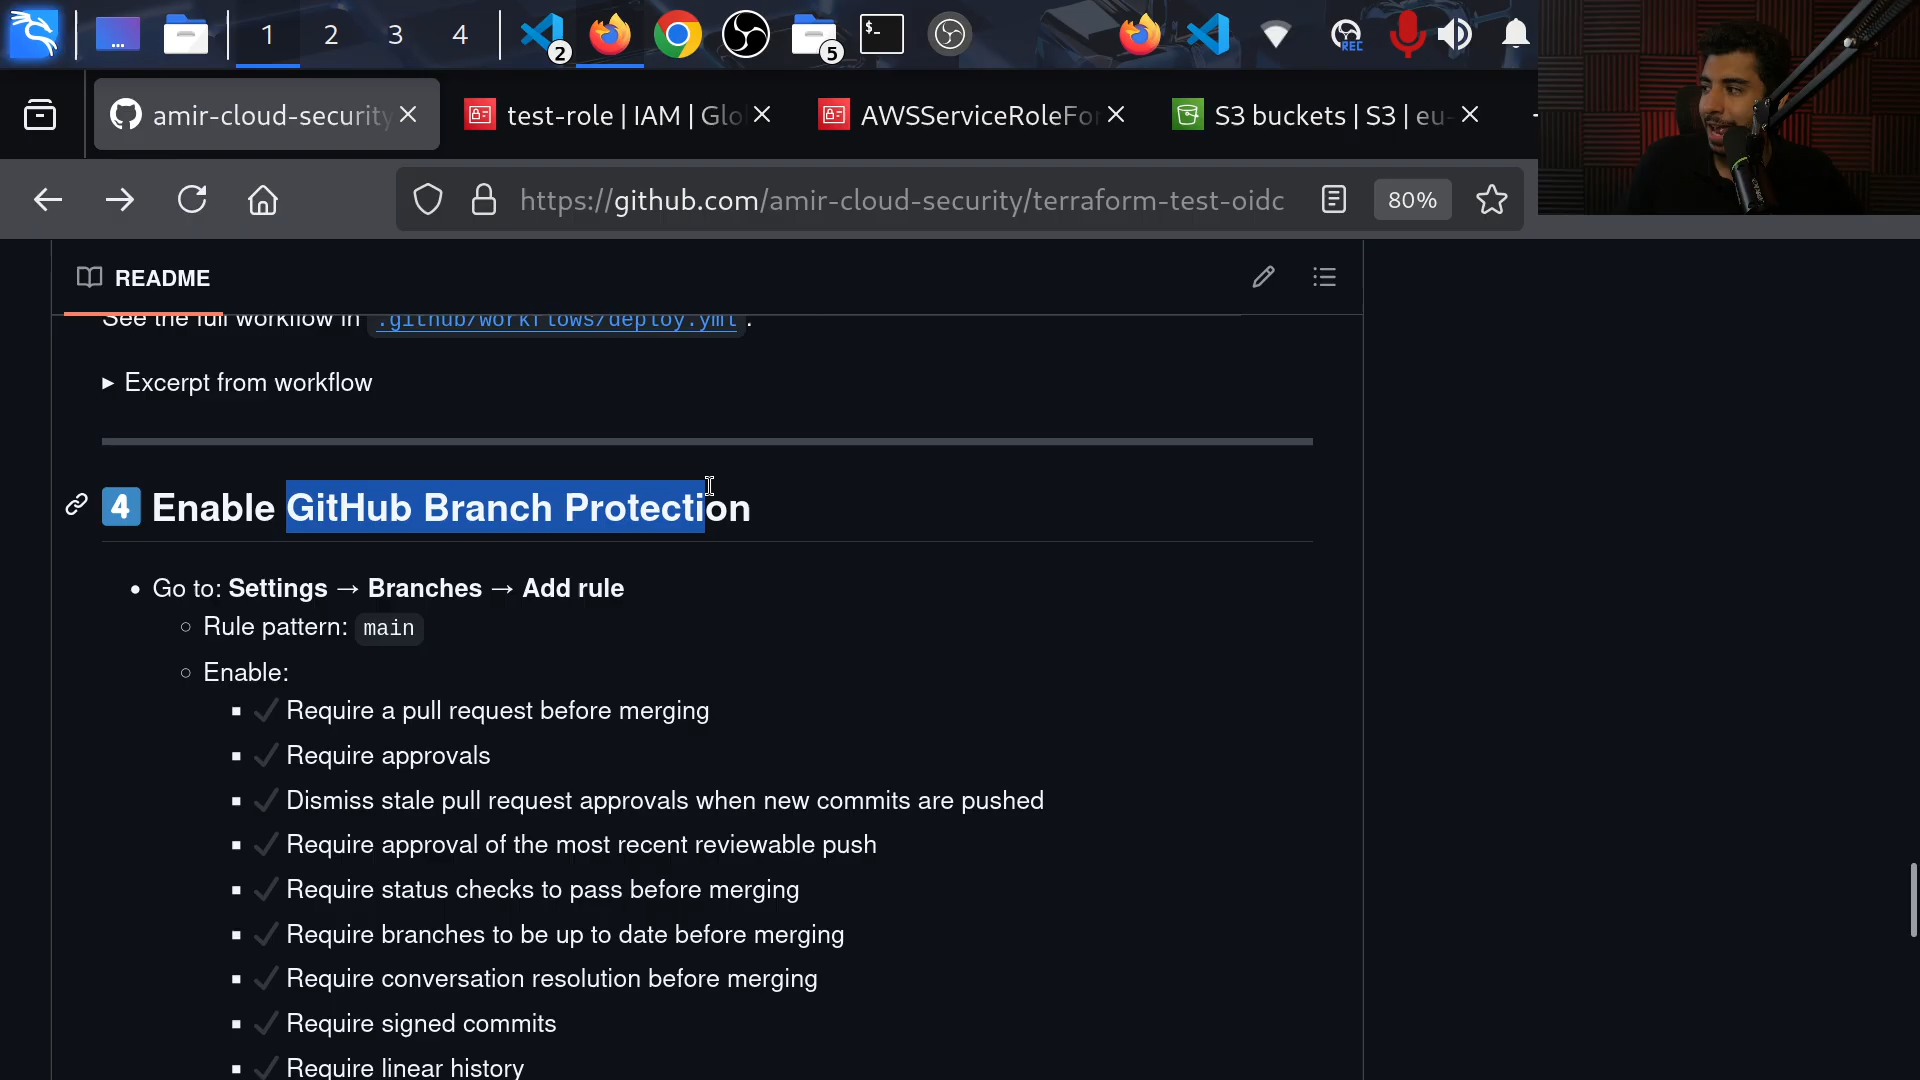 1 2 3 4 2 5 $- REC
amir-cloud-security test-role | IAM | Glo AWSServiceRoleFor S3 buckets | S3 | eu-
https://github.com/amir-cloud-security/terraform-test-oidc 80%
README
See the full workflow in .github/workflows/deploy.yml .
Excerpt from workflow
4 Enable GitHub Branch Protection
Go to: Settings → Branches → Add rule
Rule pattern: main
Enable:
Require a pull request before merging
Require approvals
Dismiss stale pull request approvals when new commits are pushed
Require approval of the most recent reviewable push
Require status checks to pass before merging
Require branches to be up to date before merging
Require conversation resolution before merging
Require signed commits
Require linear history